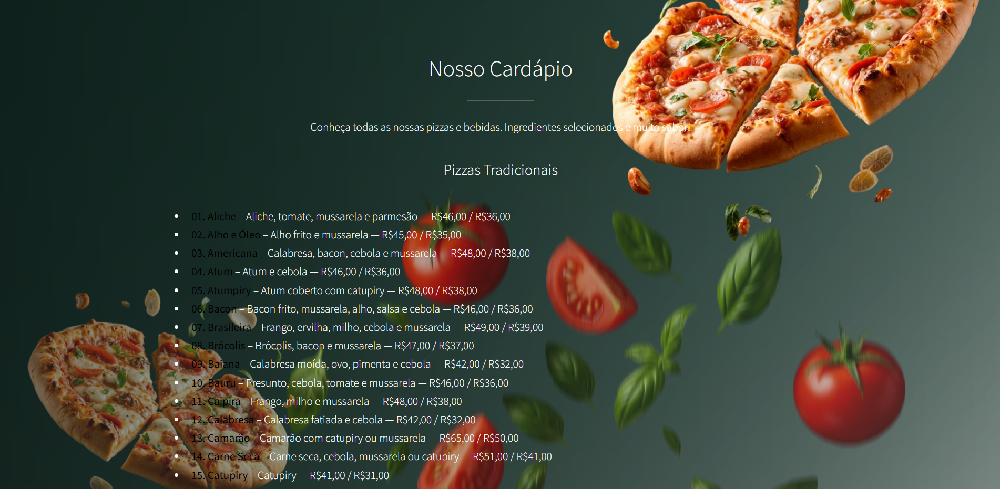 Nosso Cardápio
Conheça todas as nossas pizzas e bebidas. Ingredientes selecionados e muito sabor!
Pizzas Tradicionais
• 01. Aliche – Aliche, tomate, mussarela e parmesão — R$46,00 / R$36,00
• 02. Alho e Óleo – Alho frito e mussarela — R$45,00 / R$35,00
• 03. Americana – Calabresa, bacon, cebola e mussarela — R$48,00 / R$38,00
• 04. Atum – Atum e cebola — R$46,00 / R$36,00
• 05. Atumpiry – Atum coberto com catupiry — R$48,00 / R$38,00
• 06. Bacon – Bacon frito, mussarela, alho, salsa e cebola — R$46,00 / R$36,00
• 07. Brasileira – Frango, ervilha, milho, cebola e mussarela — R$49,00 / R$39,00
• 08. Brócolis – Brócolis, bacon e mussarela — R$47,00 / R$37,00
• 09. Baiana – Calabresa moída, ovo, pimenta e cebola — R$42,00 / R$32,00
• 10. Bauru – Presunto, cebola, tomate e mussarela — R$46,00 / R$36,00
• 11. Caipira – Frango, milho e mussarela — R$48,00 / R$38,00
• 12. Calabresa – Calabresa fatiada e cebola — R$42,00 / R$32,00
• 13. Camarão – Camarão com catupiry ou mussarela — R$65,00 / R$50,00
• 14. Carne Seca – Carne seca, cebola, mussarela ou catupiry — R$51,00 / R$41,00
• 15. Catupiry – Catupiry — R$41,00 / R$31,00